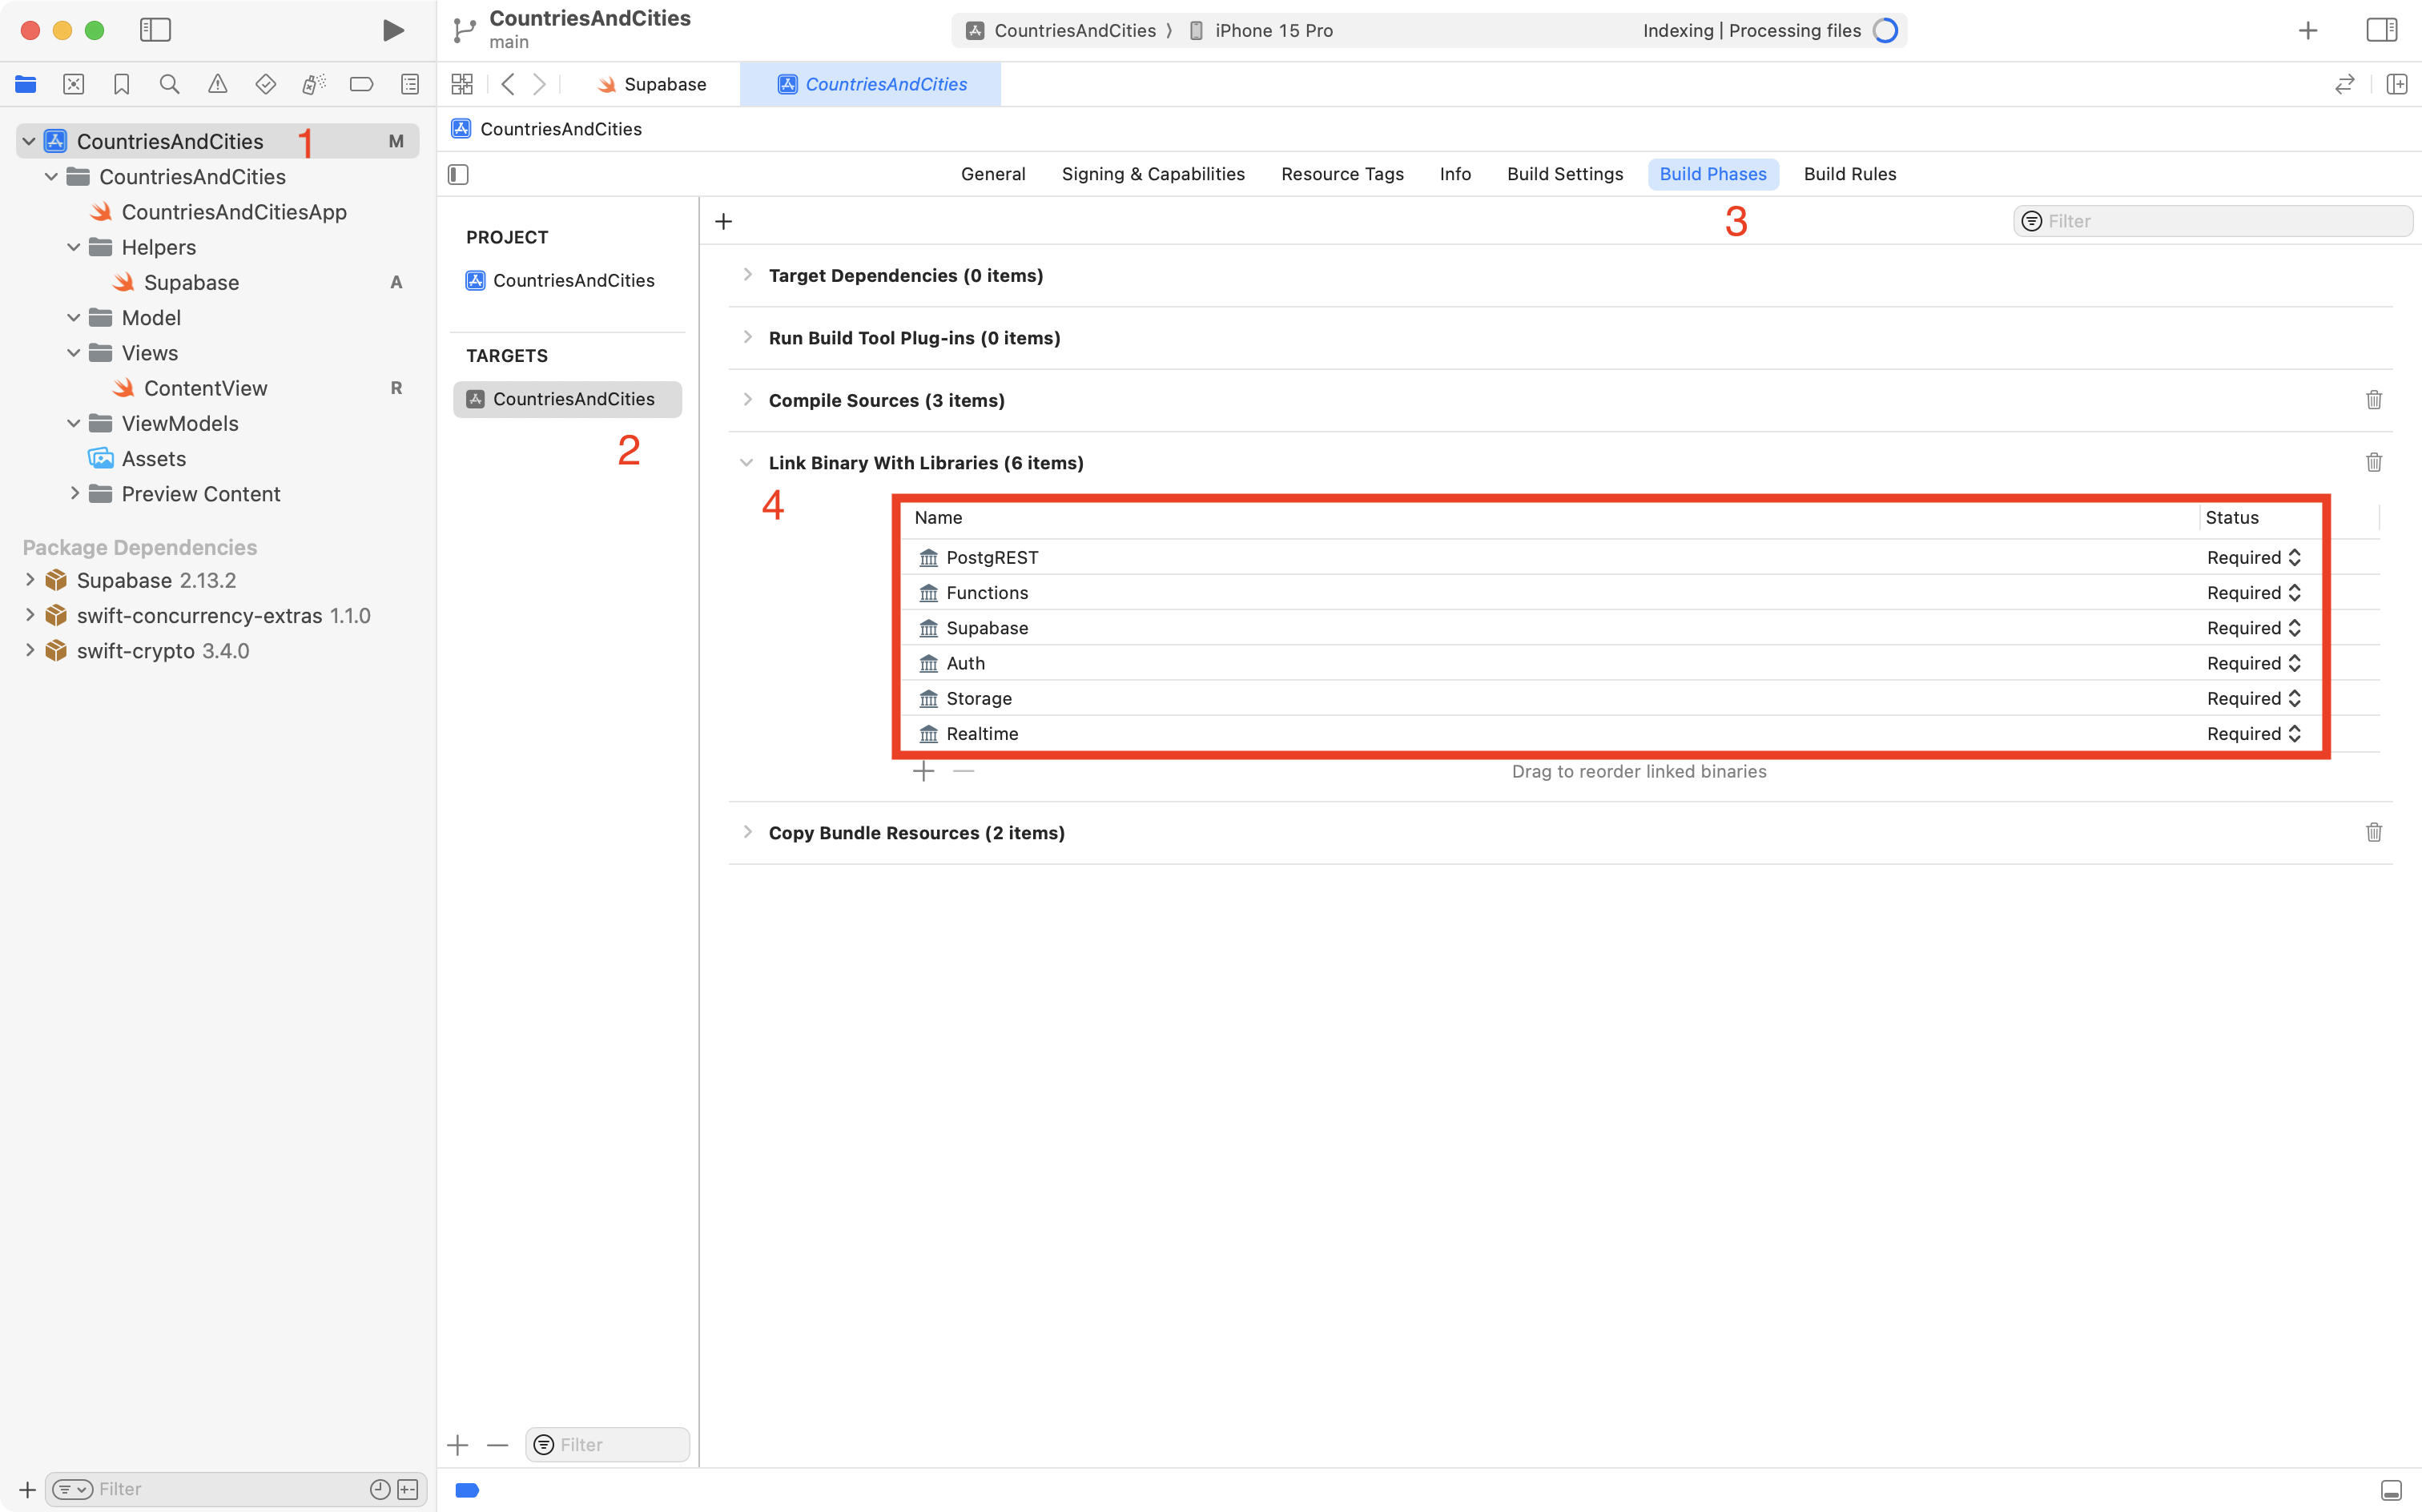 CountriesAndCities
main
CountriesAndCities
iPhone 15 Pro
Indexing | Processing files
Supabase
CountriesAndCities
CountriesAndCities
General
Signing & Capabilities
Resource Tags
Info
Build Settings
Build Phases
Build Rules
CountriesAndCities
1
M
CountriesAndCities
CountriesAndCitiesApp
Helpers
Supabase
A
Model
Views
ContentView
R
ViewModels
Assets
Preview Content
Package Dependencies
Supabase 2.13.2
swift-concurrency-extras 1.1.0
swift-crypto 3.4.0
Filter
PROJECT
CountriesAndCities
TARGETS
CountriesAndCities
2
Filter
3
Filter
Target Dependencies (0 items)
Run Build Tool Plug-ins (0 items)
Compile Sources (3 items)
Link Binary With Libraries (6 items)
4
Name
Status
PostgREST
Required
Functions
Required
Supabase
Required
Auth
Required
Storage
Required
Realtime
Required
Drag to reorder linked binaries
Copy Bundle Resources (2 items)